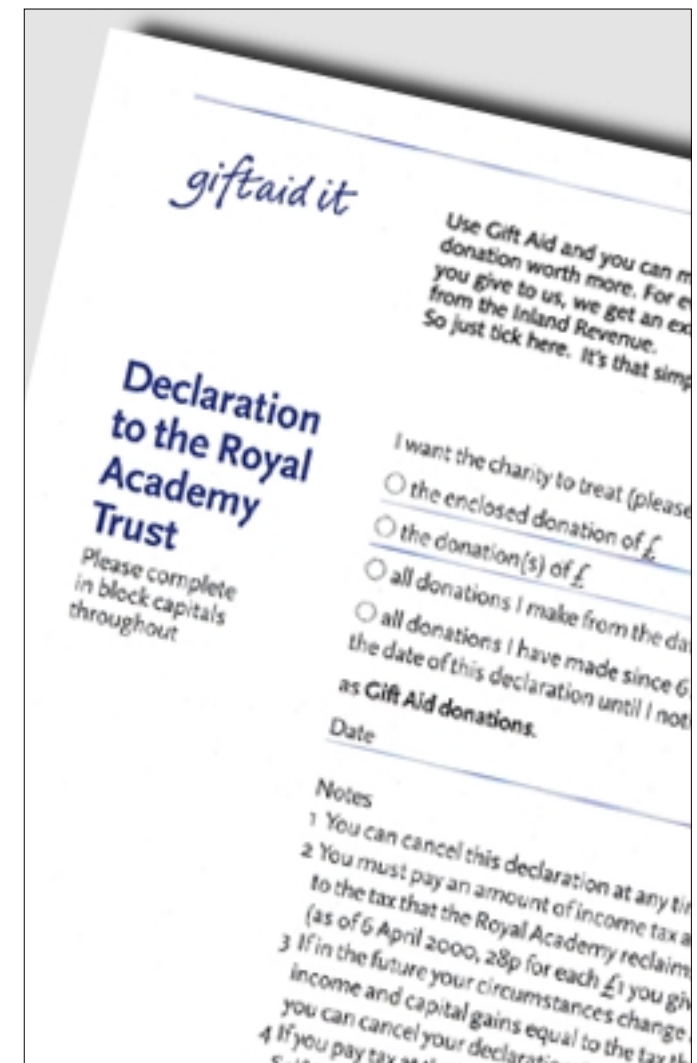 giftaid it
Use Gift Aid and you can m
donation worth more. For ev
you give to us, we get an ex
from the Inland Revenue.
So just tick here. It's that simp
Declaration
to the Royal
Academy
Trust
Please complete
in block capitals
throughout
I want the charity to treat (please
the enclosed donation of £
the donation(s) of £
all donations I make from the da
all donations I have made since 6
the date of this declaration until I not
as Gift Aid donations.
Date
Notes
1 You can cancel this declaration at any tim
2 You must pay an amount of income tax a
to the tax that the Royal Academy reclaim
(as of 6 April 2000, 28p for each £1 you giv
3 If in the future your circumstances change
income and capital gains equal to the tax th
you can cancel your declaration
4 If you pay tax at the